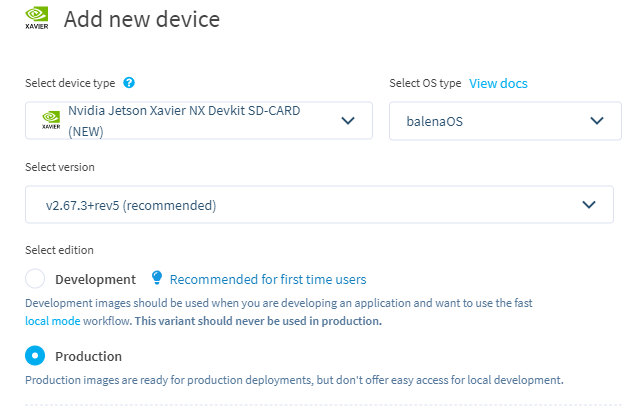 XAVIER
Add new device
Select device type ?
Select OS type View docs
XAVIER
Nvidia Jetson Xavier NX Devkit SD-CARD
(NEW)
balenaOS
Select version
v2.67.3+rev5 (recommended)
Select edition
Development Recommended for first time users
Development images should be used when you are developing an application and want to use the fast
local mode workflow. This variant should never be used in production.
Production
Production images are ready for production deployments, but don't offer easy access for local development.